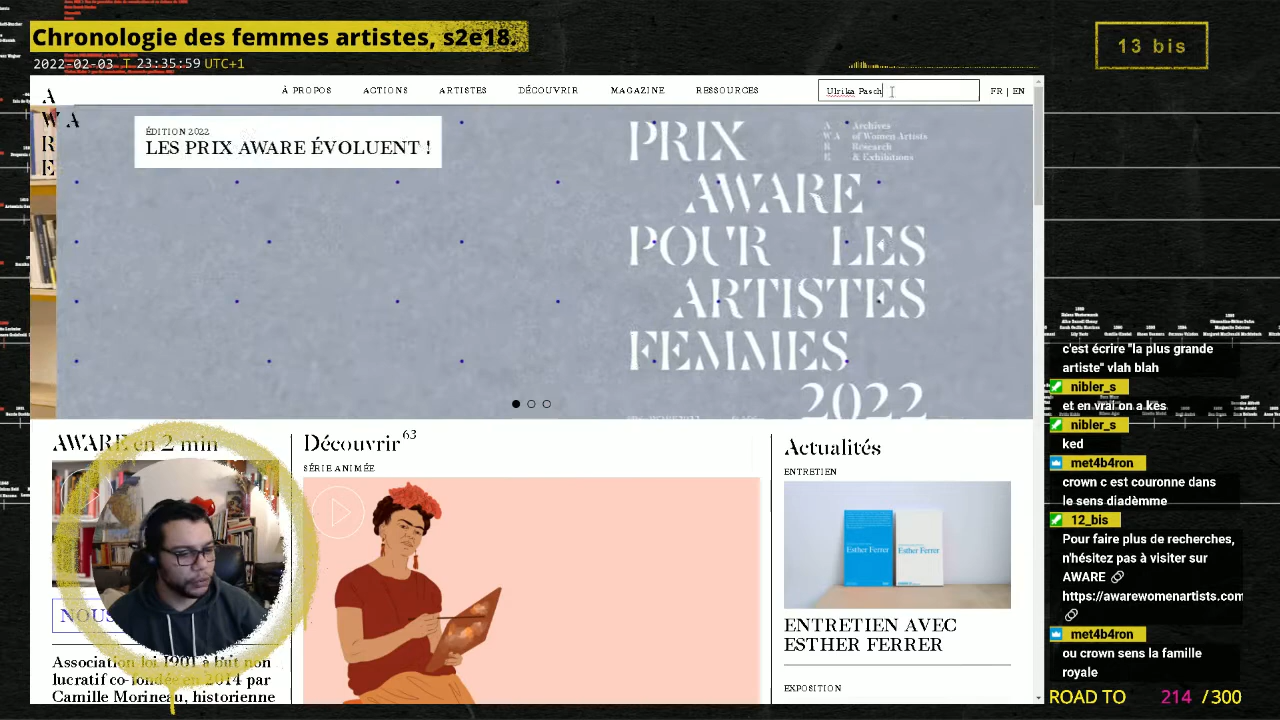 Chronologie des femmes artistes, s2e18.
2022-02-03 T 23:35:59 UTC+1
13 bis
A
W A
R
E
À PROPOS
ACTIONS
ARTISTES
DÉCOUVRIR
MAGAZINE
RESSOURCES
Ulrika Pasch
FR | EN
ÉDITION 2022
LES PRIX AWARE ÉVOLUENT !
PRIX
AWARE
POUR LES
ARTISTES
FEMMES
2022
A Archives
W A of Women Artists
R Research
E & Exhibitions
AWARE en 2 min
NOUS
Association loi 1901 à but non
lucratif co-fondée en 2014 par
Camille Morineau, historienne
Découvrir 63
SÉRIE ANIMÉE
Actualités
ENTRETIEN
Esther Ferrer
Esther Ferrer
ENTRETIEN AVEC
ESTHER FERRER
EXPOSITION
c'est écrire "la plus grande
artiste" vlah blah
nibler_s
et en vrai on a kes
nibler_s
ked
met4b4ron
crown c est couronne dans
le sens diadèmme
12_bis
Pour faire plus de recherches,
n'hésitez pas à visiter sur
AWARE
https://awarewomenartists.com
met4b4ron
ou crown sens la famille
royale
ROAD TO 214 / 300